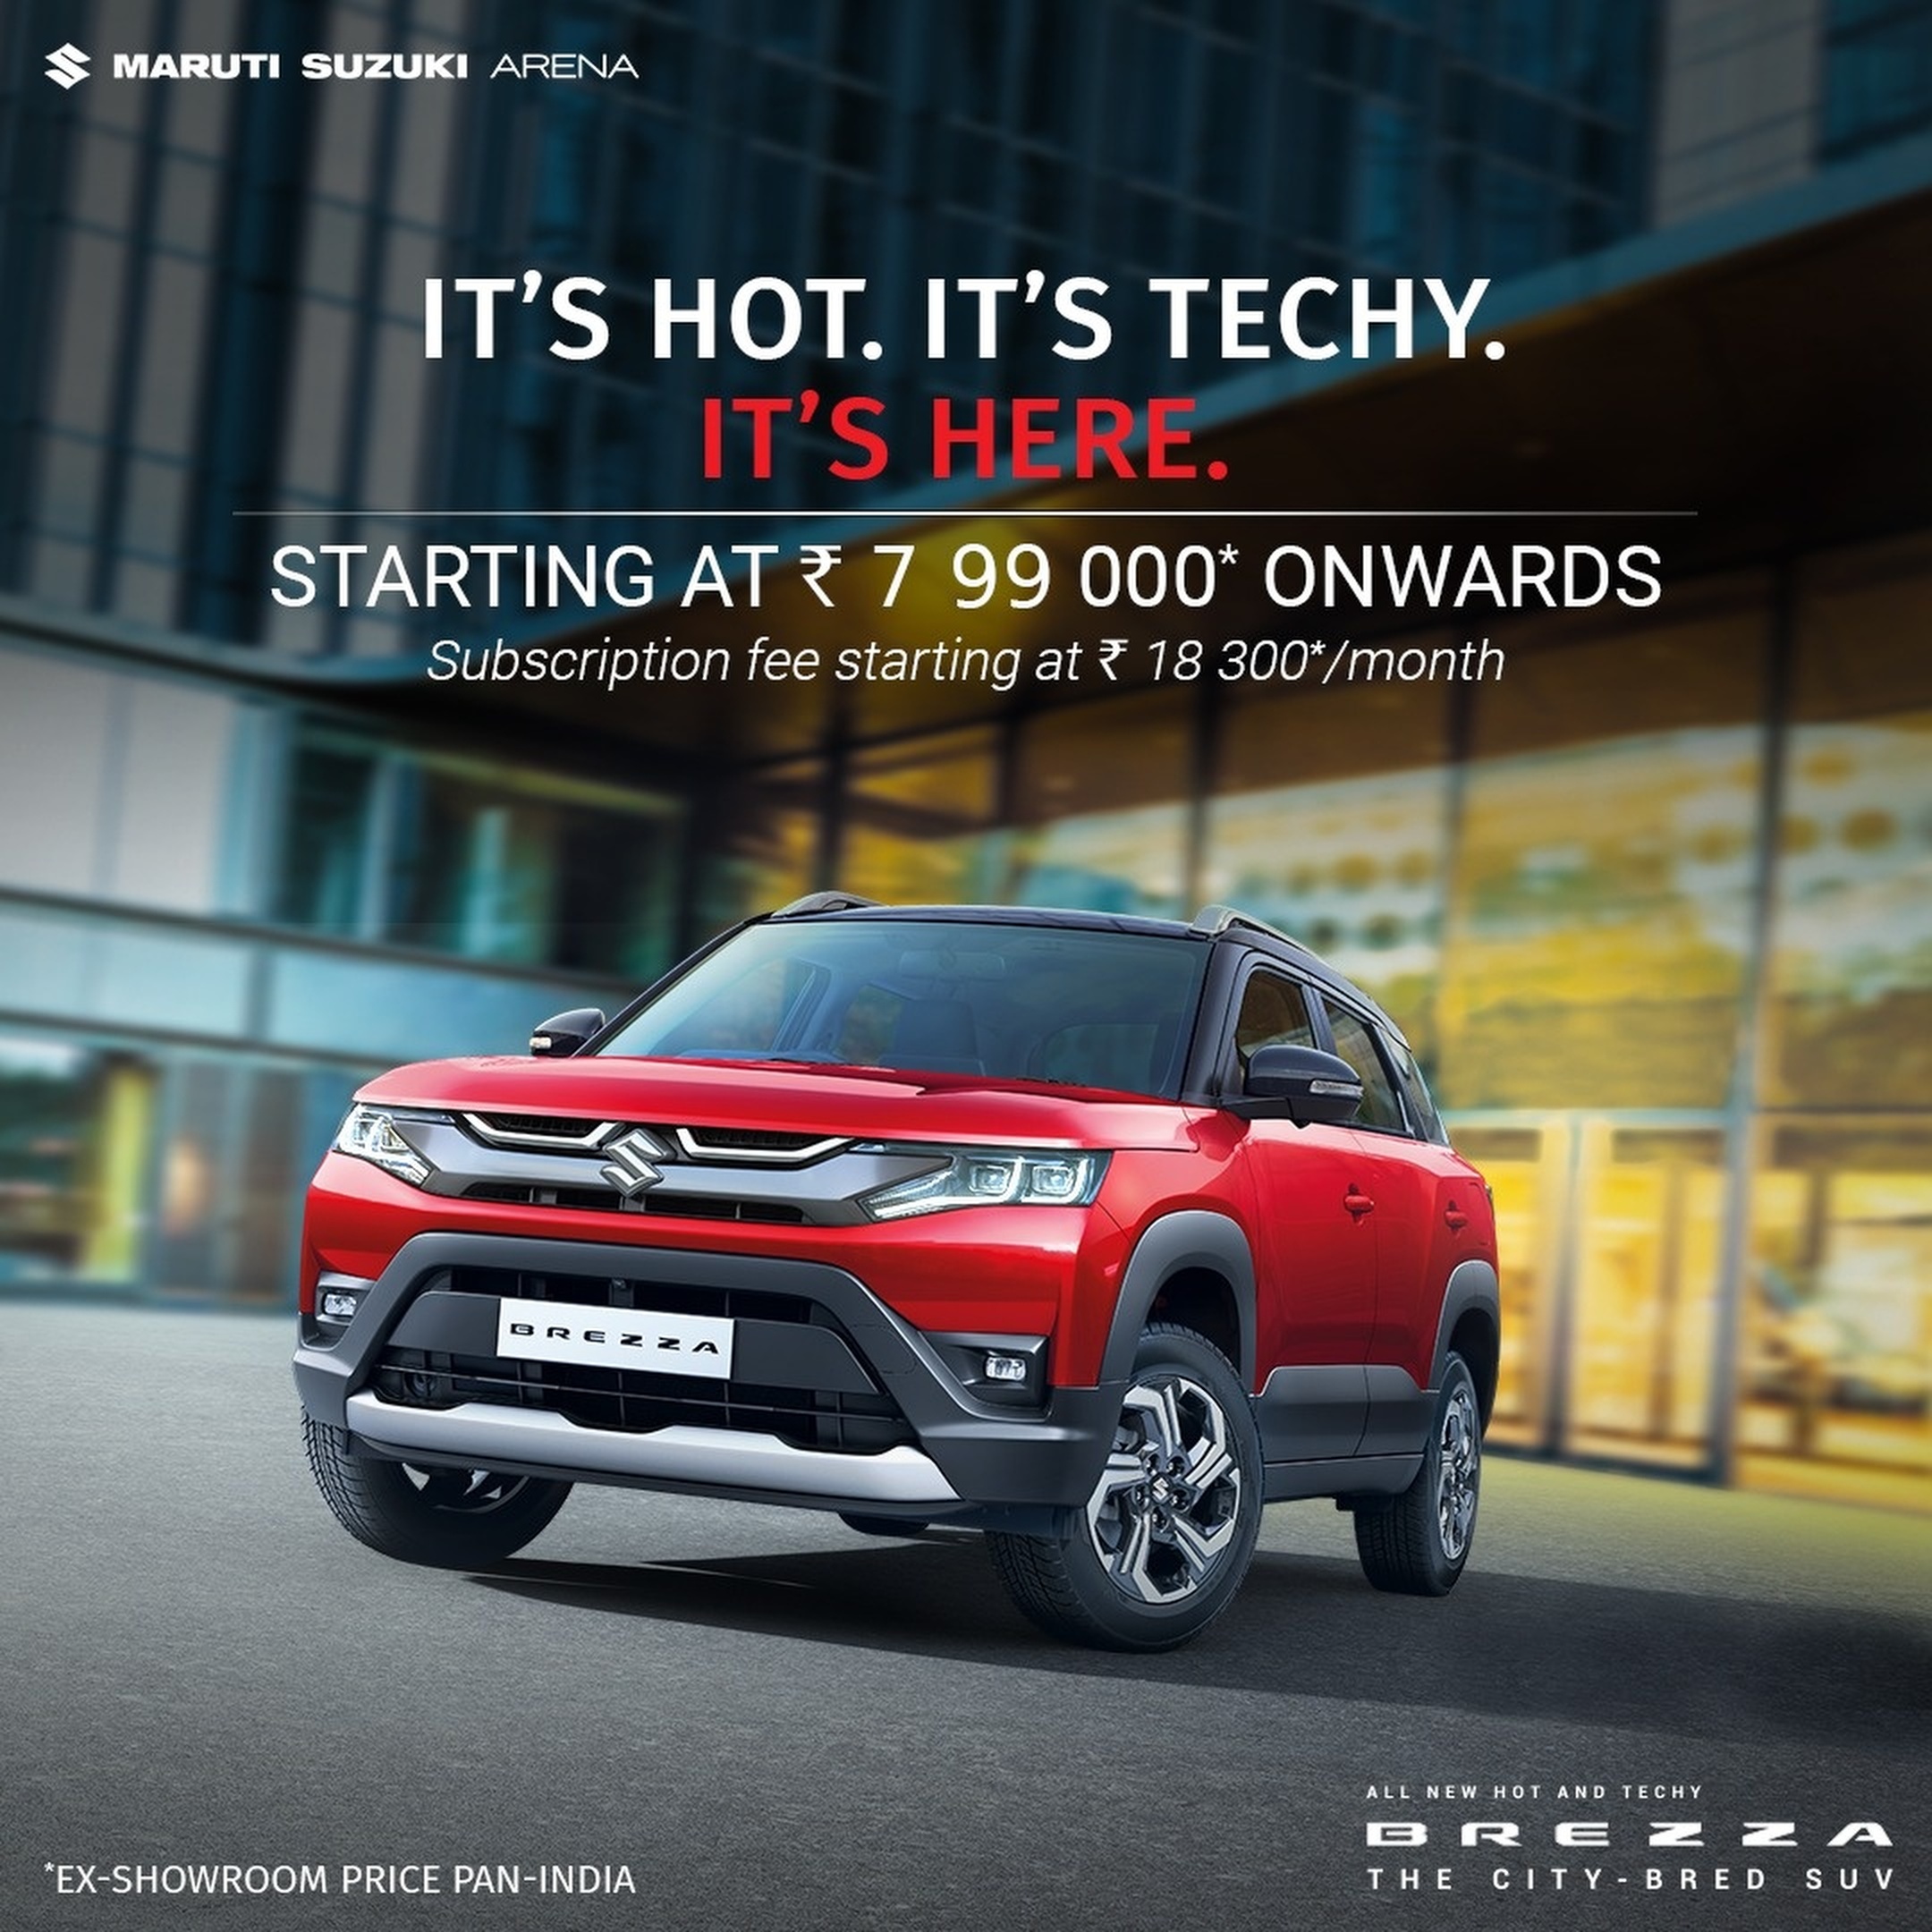 MARUTI SUZUKI ARENA
IT'S HOT. IT'S TECHY.
IT'S HERE.
STARTING AT ₹ 7 99 000* ONWARDS
Subscription fee starting at ₹ 18 300*/month
BREZZA
ALL NEW HOT AND TECHY
BREZZA
THE CITY-BRED SUV
*EX-SHOWROOM PRICE PAN-INDIA